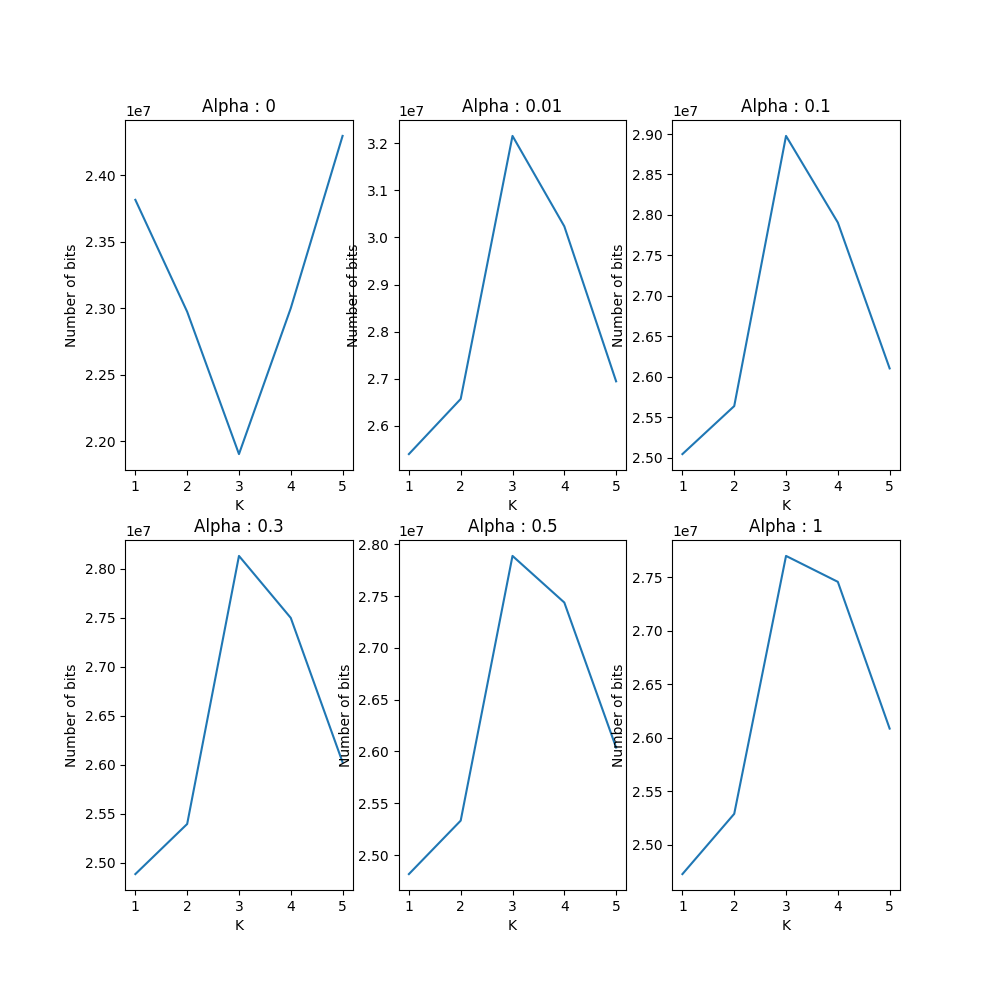 Alpha : 0
1e7
2.40
2.35
2.30
2.25
2.20
Number of bits
1 2 3 4 5
K
Alpha : 0.01
1e7
3.2
3.1
3.0
2.9
2.8
2.7
2.6
Number of bits
1 2 3 4 5
K
Alpha : 0.1
1e7
2.90
2.85
2.80
2.75
2.70
2.65
2.60
2.55
2.50
Number of bits
1 2 3 4 5
K
Alpha : 0.3
1e7
2.80
2.75
2.70
2.65
2.60
2.55
2.50
Number of bits
1 2 3 4 5
K
Alpha : 0.5
1e7
2.80
2.75
2.70
2.65
2.60
2.55
2.50
Number of bits
1 2 3 4 5
K
Alpha : 1
1e7
2.75
2.70
2.65
2.60
2.55
2.50
Number of bits
1 2 3 4 5
K